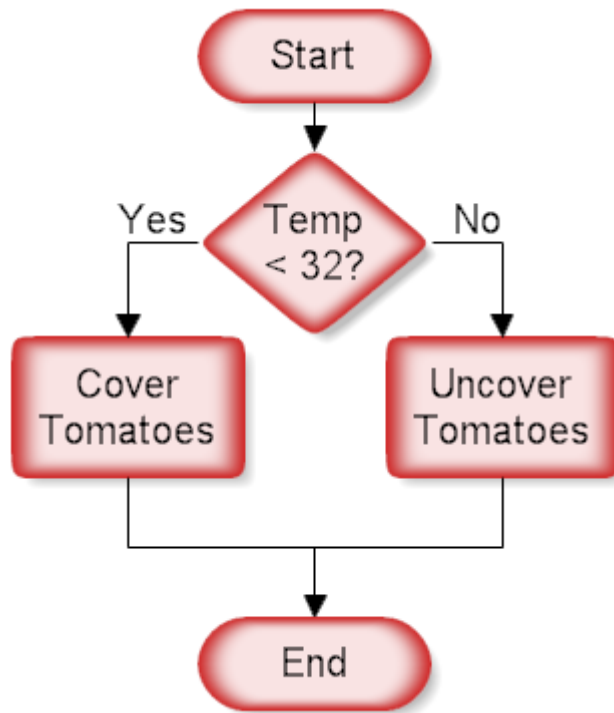 Start
Yes
Temp
< 32?
No
Cover
Tomatoes
Uncover
Tomatoes
End